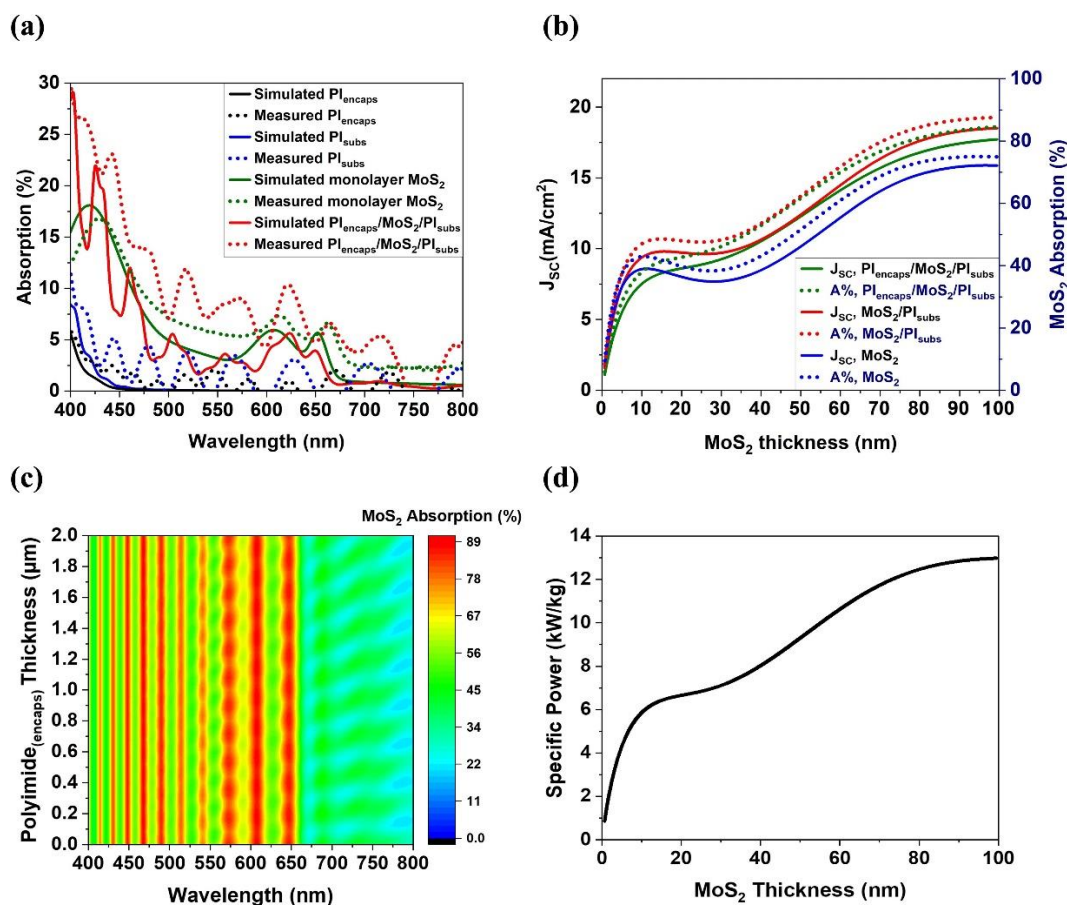 (a)
Absorption (%)
30
25
20
15
10
5
0
Simulated PIencaps
Measured PIencaps
Simulated PIsubs
Measured PIsubs
Simulated monolayer MoS2
Measured monolayer MoS2
Simulated PIencaps/MoS2/PIsubs
Measured PIencaps/MoS2/PIsubs
400 450 500 550 600 650 700 750 800
Wavelength (nm)
(b)
JSC(mA/cm²)
20
15
10
5
0
100
80
60
40
20
0
MoS2 Absorption (%)
JSC, PIencaps/MoS2/PIsubs
A%, PIencaps/MoS2/PIsubs
JSC, MoS2/PIsubs
A%, MoS2/PIsubs
JSC, MoS2
A%, MoS2
0 10 20 30 40 50 60 70 80 90 100
MoS2 thickness (nm)
(c)
MoS2 Absorption (%)
Polyimide(encaps) Thickness (µm)
2.0
1.8
1.6
1.4
1.2
1.0
0.8
0.6
0.4
0.2
0.0
89
78
67
56
45
34
22
11
0.0
400 450 500 550 600 650 700 750 800
Wavelength (nm)
(d)
Specific Power (kW/kg)
14
12
10
8
6
4
2
0
0 20 40 60 80 100
MoS2 Thickness (nm)